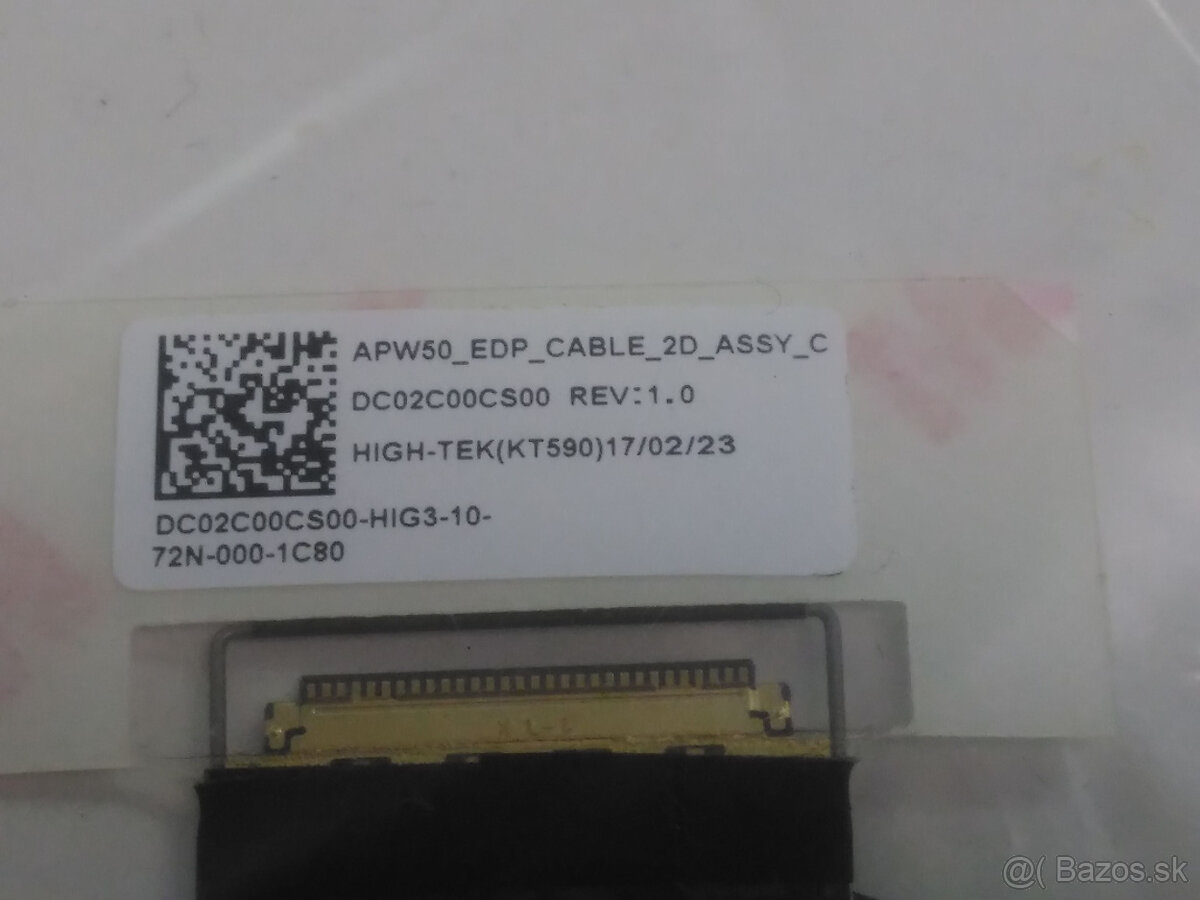 APW50_EDP_CABLE_2D_ASSY_C
DC02C00CS00 REV:1.0
HIGH-TEK(KT590)17/02/23
DC02C00CS00-HIG3-10-
72N-000-1C80
@( Bazos.sk